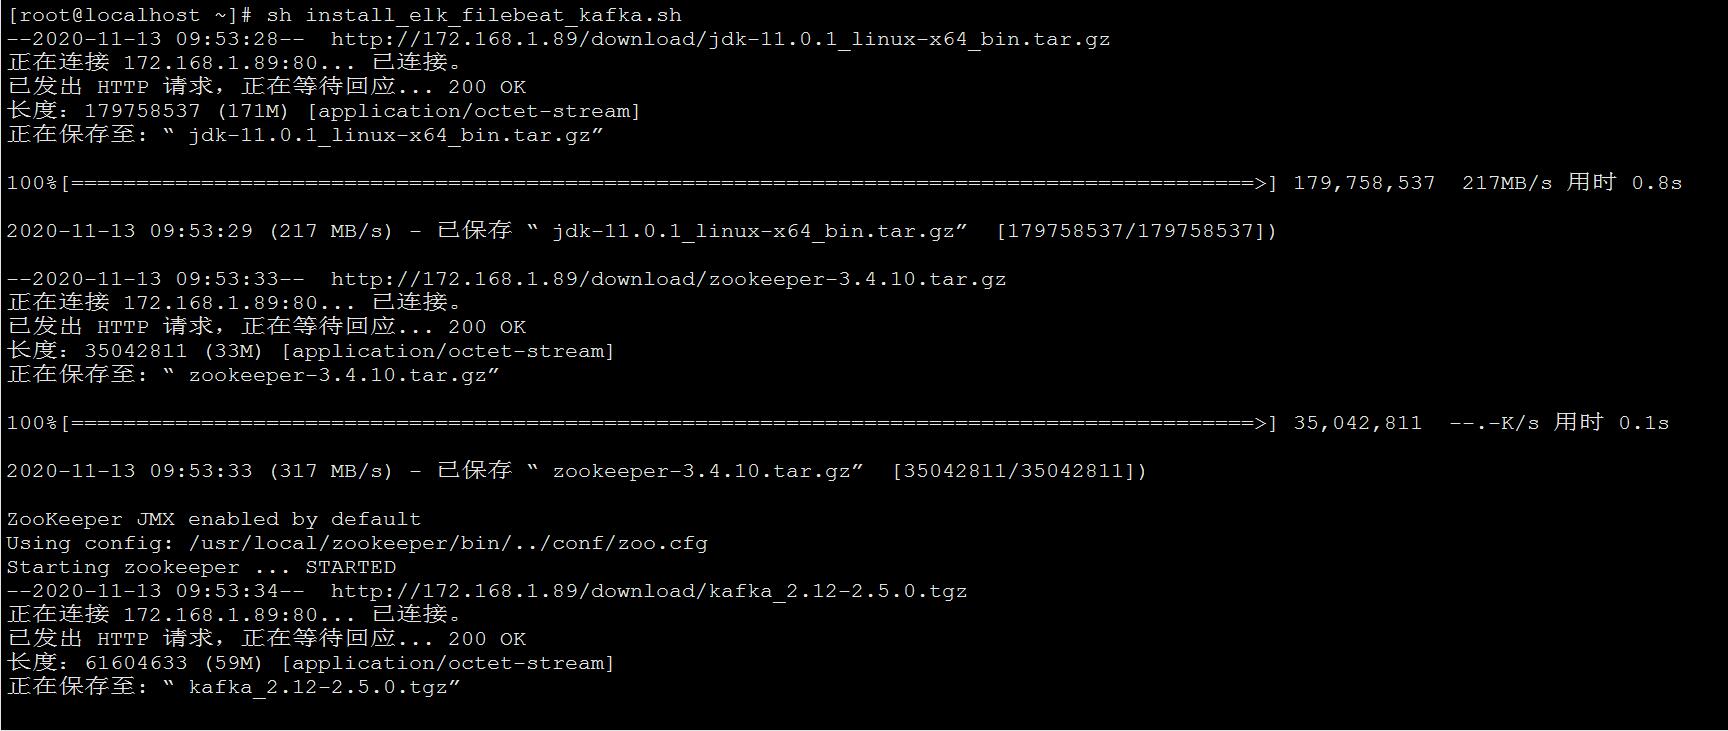 [root@localhost ~]# sh install_elk_filebeat_kafka.sh
--2020-11-13 09:53:28--  http://172.168.1.89/download/jdk-11.0.1_linux-x64_bin.tar.gz
正在连接 172.168.1.89:80... 已连接。
已发出 HTTP 请求，正在等待回应... 200 OK
长度：179758537 (171M) [application/octet-stream]
正在保存至: “ jdk-11.0.1_linux-x64_bin.tar.gz”
100%[===========================================================================================>] 179,758,537  217MB/s 用时 0.8s
2020-11-13 09:53:29 (217 MB/s) - 已保存 “ jdk-11.0.1_linux-x64_bin.tar.gz”  [179758537/179758537])
--2020-11-13 09:53:33--  http://172.168.1.89/download/zookeeper-3.4.10.tar.gz
正在连接 172.168.1.89:80... 已连接。
已发出 HTTP 请求，正在等待回应... 200 OK
长度：35042811 (33M) [application/octet-stream]
正在保存至: “ zookeeper-3.4.10.tar.gz”
100%[===========================================================================================>] 35,042,811  --.-K/s 用时 0.1s
2020-11-13 09:53:33 (317 MB/s) - 已保存 “ zookeeper-3.4.10.tar.gz”  [35042811/35042811])
ZooKeeper JMX enabled by default
Using config: /usr/local/zookeeper/bin/../conf/zoo.cfg
Starting zookeeper ... STARTED
--2020-11-13 09:53:34--  http://172.168.1.89/download/kafka_2.12-2.5.0.tgz
正在连接 172.168.1.89:80... 已连接。
已发出 HTTP 请求，正在等待回应... 200 OK
长度：61604633 (59M) [application/octet-stream]
正在保存至: “ kafka_2.12-2.5.0.tgz”